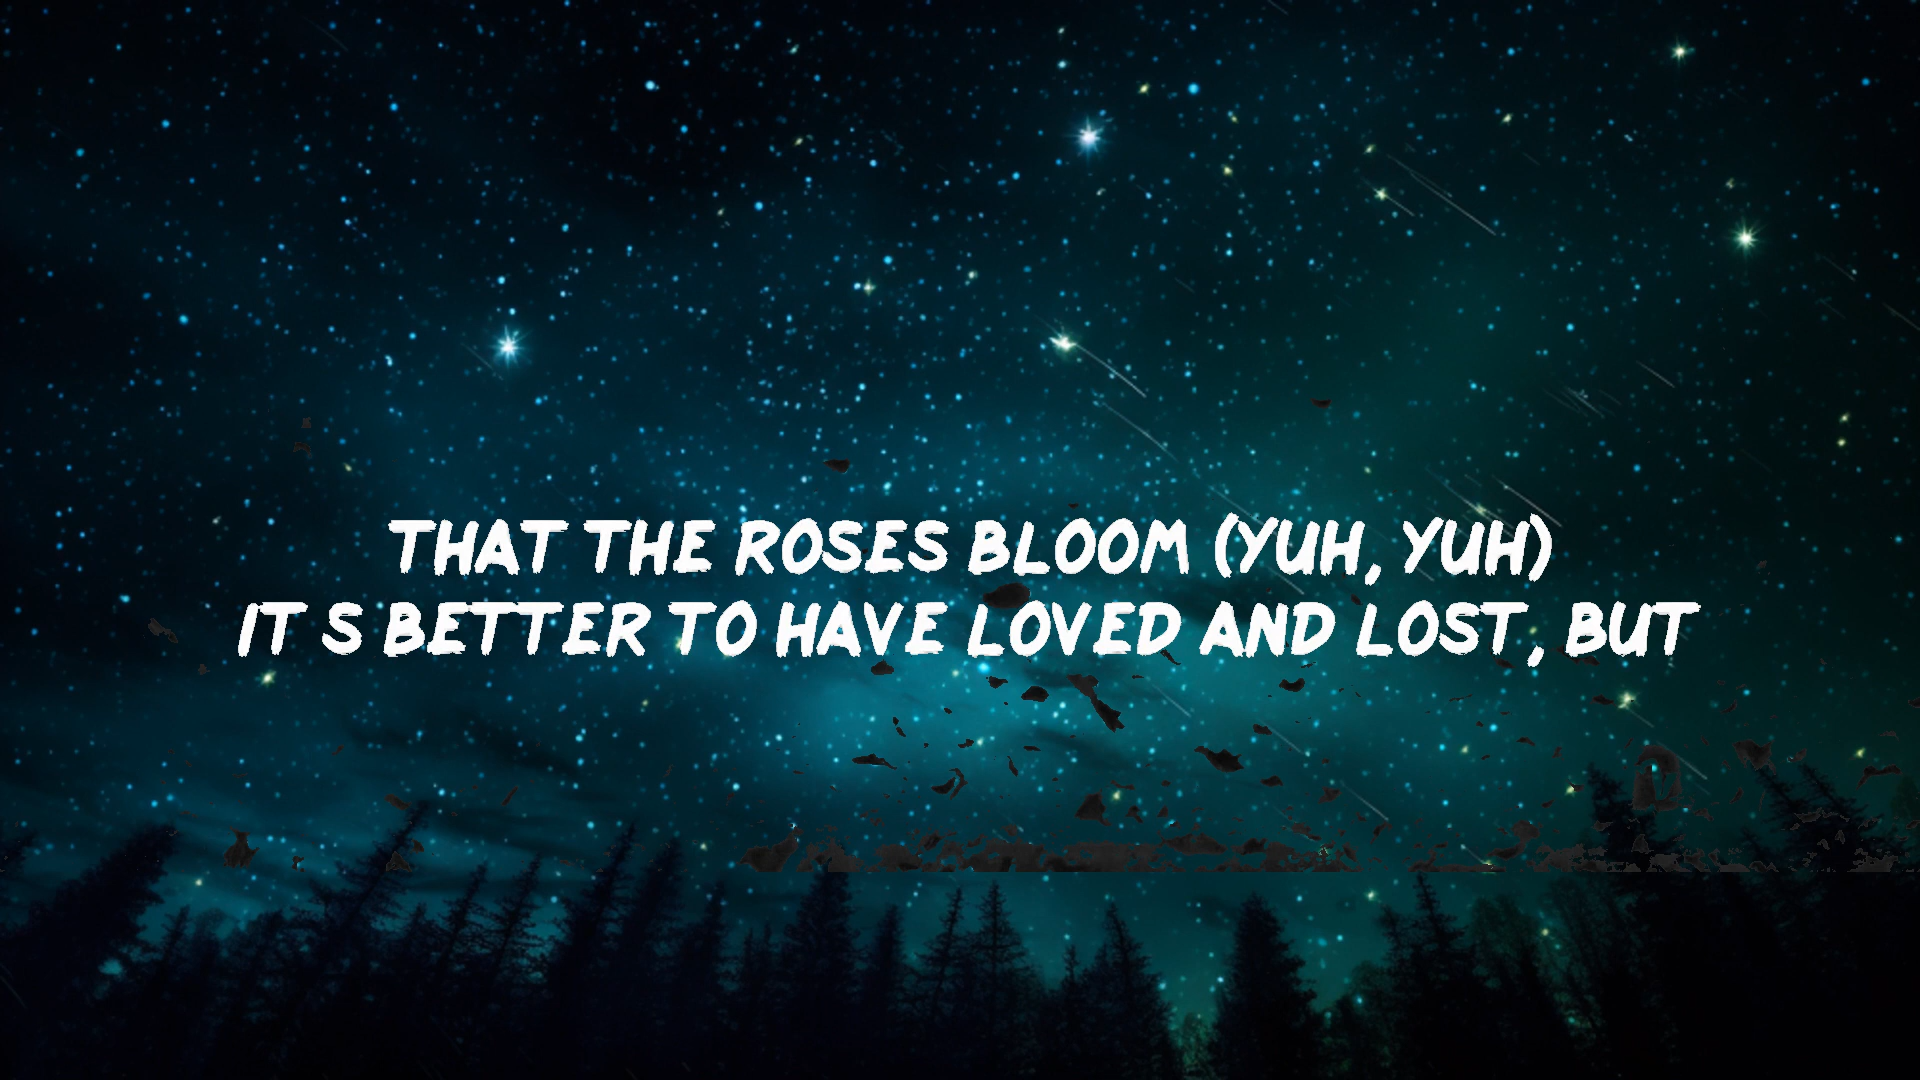 THAT THE ROSES BLOOM (YUH, YUH)
IT S BETTER TO HAVE LOVED AND LOST, BUT